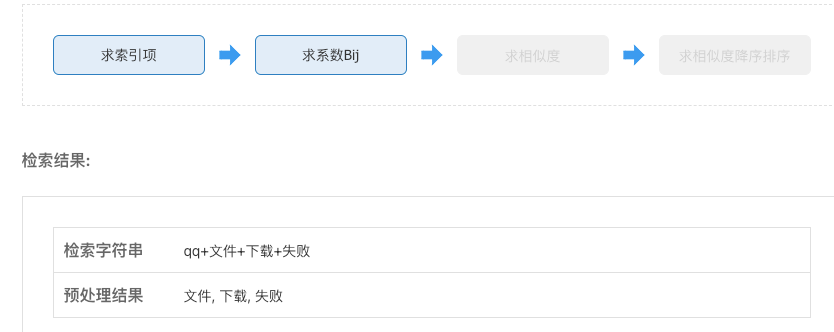 求索引项 求系数Bij 求相似度 求相似度降序排序
检索结果:
检索字符串 qq+文件+下载+失败
预处理结果 文件, 下载, 失败